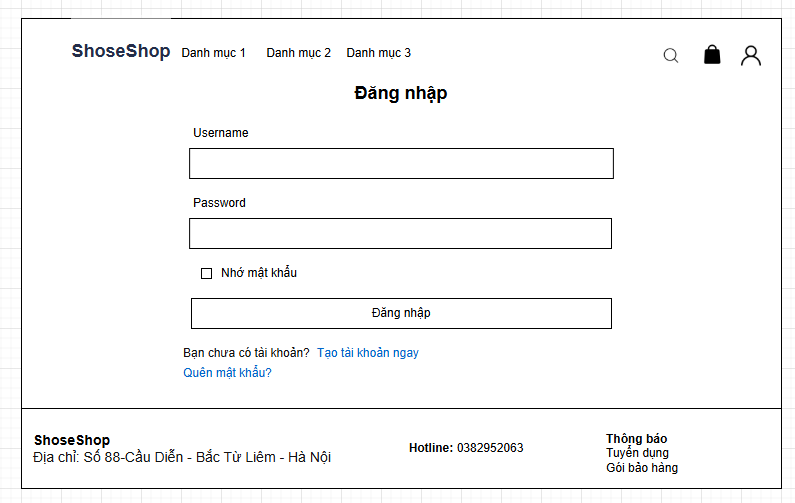 ShoseShop Danh mục 1 Danh mục 2 Danh mục 3
Đăng nhập
Username
Password
Nhớ mật khẩu
Đăng nhập
Bạn chưa có tài khoản? Tạo tài khoản ngay
Quên mật khẩu?
ShoseShop
Địa chỉ: Số 88-Cầu Diễn - Bắc Từ Liêm - Hà Nội
Hotline: 0382952063
Thông báo
Tuyển dụng
Gói bảo hàng